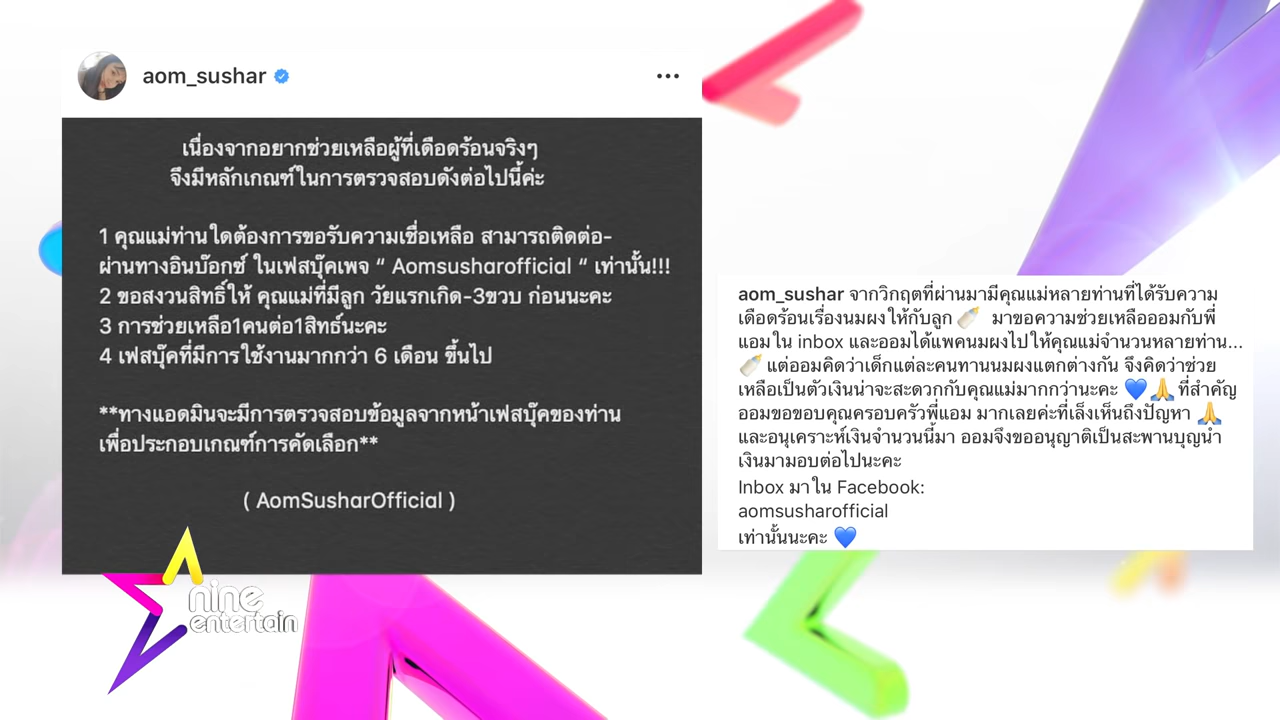 aom_sushar
เนื่องจากอยากช่วยเหลือผู้ที่เดือดร้อนจริงๆ
จึงมีหลักเกณฑ์ในการตรวจสอบดังต่อไปนี้ค่ะ
1 คุณแม่ท่านใดต้องการขอรับความเชื่อเหลือ สามารถติดต่อ-
ผ่านทางอินบ๊อกซ์ ในเฟสบุ๊คเพจ “ Aomsusharofficial “ เท่านั้น!!!
2 ขอสงวนสิทธิ์ให้ คุณแม่ที่มีลูก วัยแรกเกิด-3ขวบ ก่อนนะคะ
3 การช่วยเหลือ1คนต่อ1สิทธ์นะคะ
4 เฟสบุ๊คที่มีการใช้งานมากกว่า 6 เดือน ขึ้นไป
**ทางแอดมินจะมีการตรวจสอบข้อมูลจากหน้าเฟสบุ๊คของท่าน
เพื่อประกอบเกณฑ์การคัดเลือก**
( AomSusharOfficial )
aom_sushar จากวิกฤตที่ผ่านมามีคุณแม่หลายท่านที่ได้รับความ
เดือดร้อนเรื่องนมผงให้กับลูก🍼 มาขอความช่วยเหลือออมกับพี่
แอมใน inbox และออมได้แพคนมผงไปให้คุณแม่จำนวนหลายท่าน...
🍼 แต่ออมคิดว่าเด็กแต่ละคนทานนมผงแตกต่างกัน จึงคิดว่าช่วย
เหลือเป็นตัวเงินน่าจะสะดวกกับคุณแม่มากกว่านะคะ 💙🙏ที่สำคัญ
ออมขอขอบคุณครอบครัวพี่แอม มากเลยค่ะที่เล็งเห็นถึงปัญหา 🙏
และอนุเคราะห์เงินจำนวนนี้มา ออมจึงขออนุญาติเป็นสะพานบุญนำ
เงินมามอบต่อไปนะคะ
Inbox มาใน Facebook:
aomsusharofficial
เท่านั้นนะคะ 💙
nine
entertain